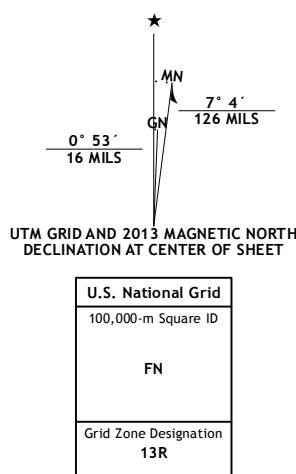 ★
MN
GN
7° 4´
126 MILS
0° 53´
16 MILS
UTM GRID AND 2013 MAGNETIC NORTH
DECLINATION AT CENTER OF SHEET
U.S. National Grid
100,000-m Square ID
FN
Grid Zone Designation
13R